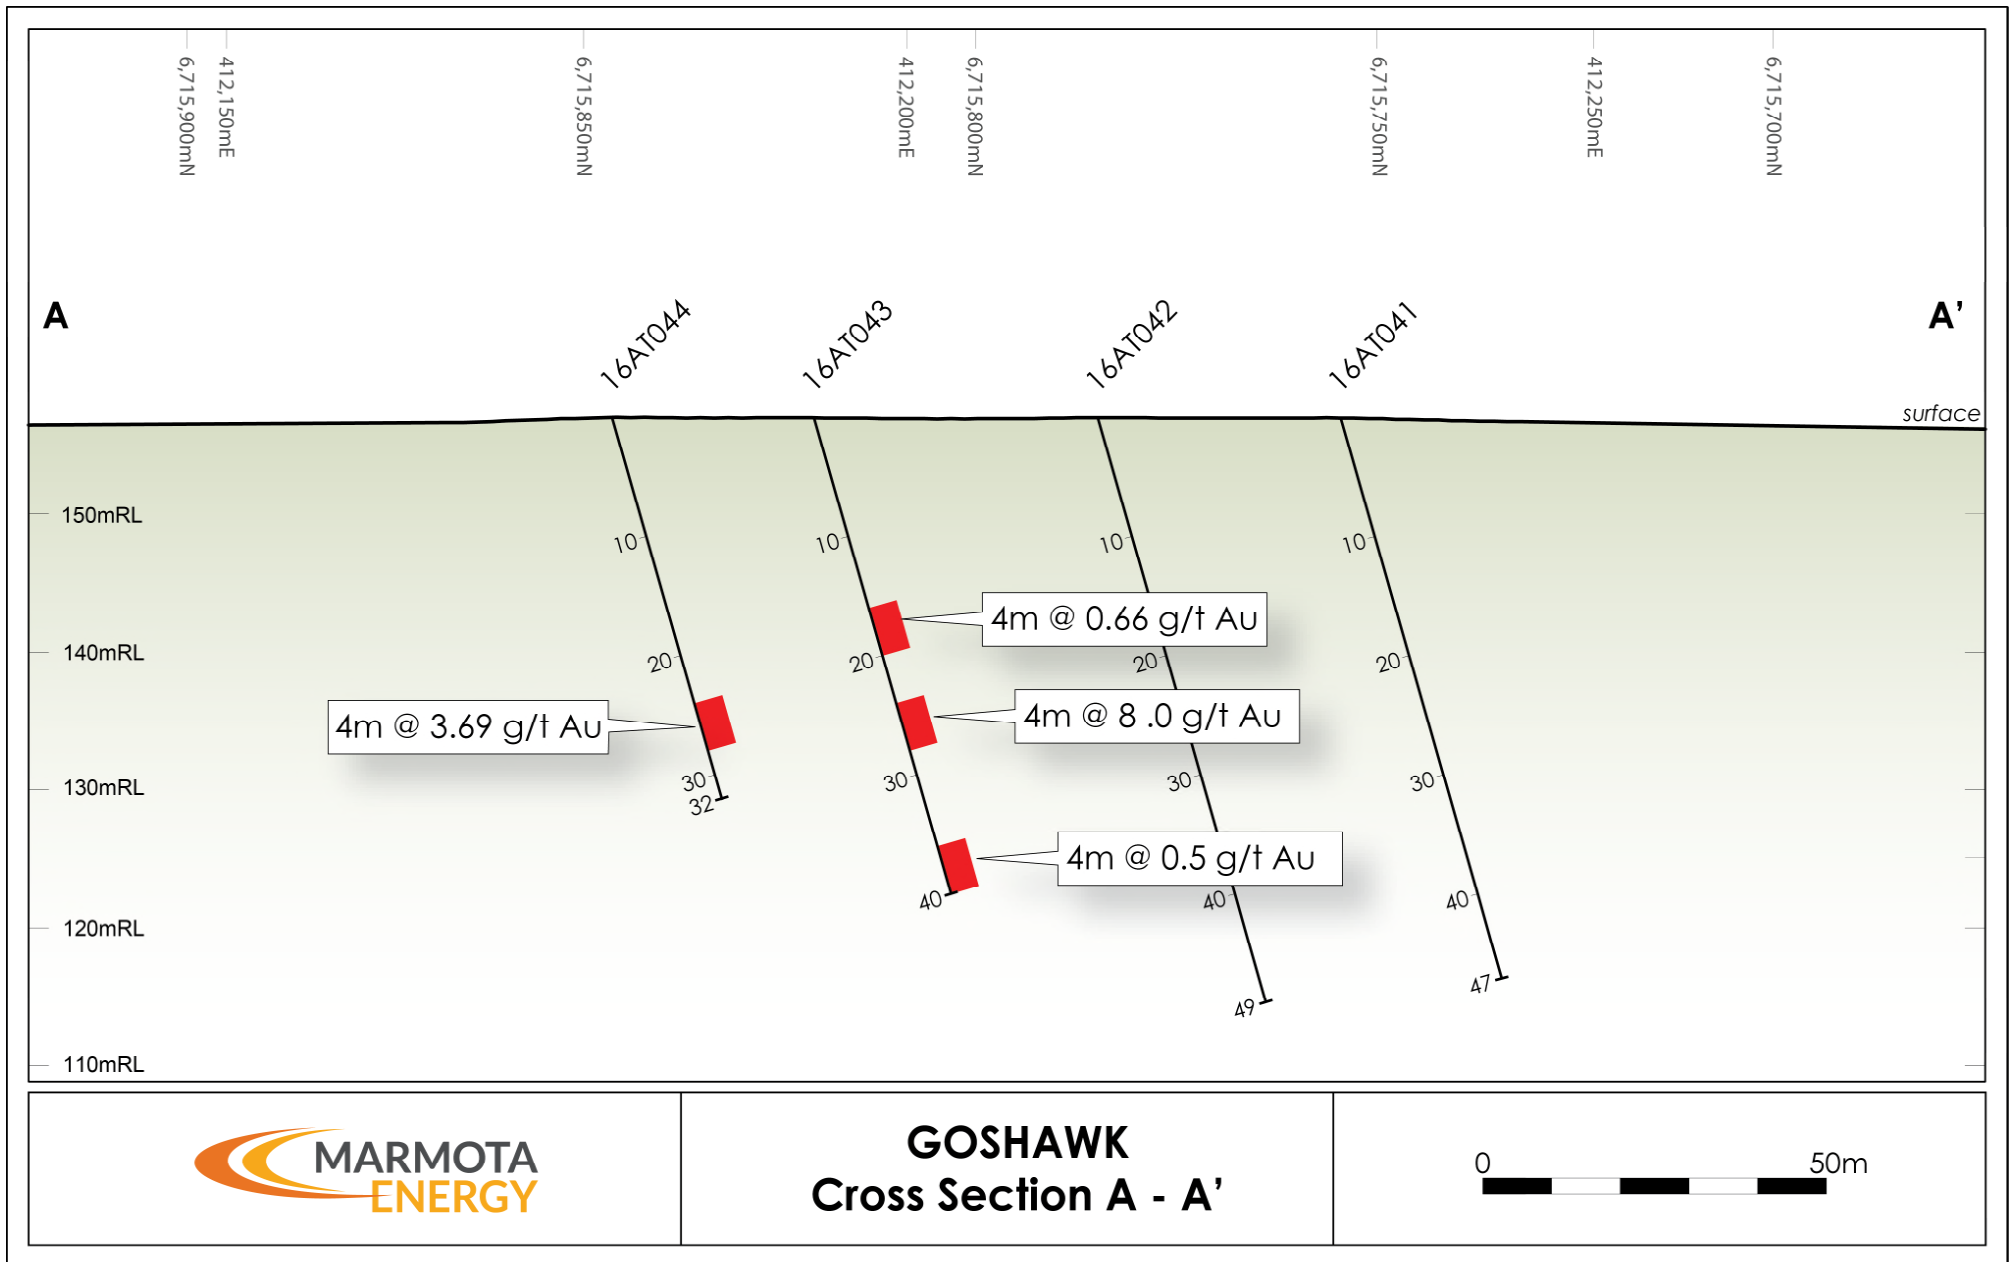 6,715,900mN
412,150mE
6,715,850mN
412,200mE
6,715,800mN
6,715,750mN
412,250mE
6,715,700mN
A
A’
16AT044
16AT043
16AT042
16AT041
surface
150mRL
10
10
10
10
4m @ 0.66 g/t Au
140mRL
20
20
20
20
4m @ 3.69 g/t Au
4m @ 8 .0 g/t Au
130mRL
30
30
30
30
32
4m @ 0.5 g/t Au
40
40
40
120mRL
47
49
110mRL
MARMOTA
ENERGY
GOSHAWK
Cross Section A - A’
0
50m